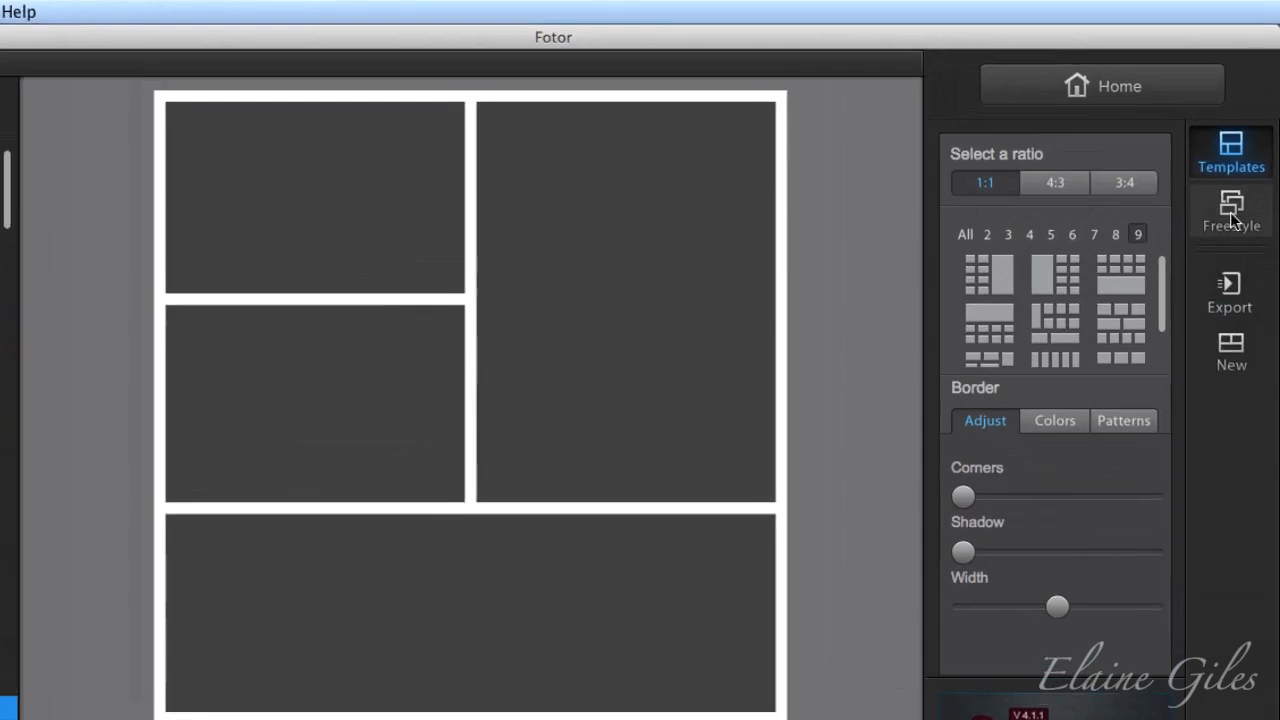 Help
Fotor
Home
Select a ratio
1:1 4:3 3:4
All 2 3 4 5 6 7 8 9
Border
Adjust Colors Patterns
Corners
Shadow
Width
Templates
Freestyle
Export
New
Elaine Giles
V 4.1.1